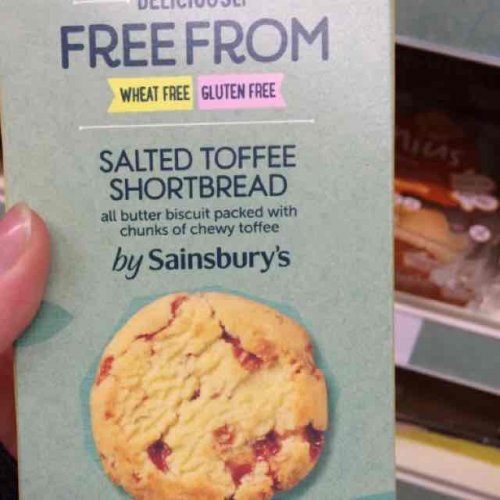 DELICIOUSLY
FREE FROM
WHEAT FREE GLUTEN FREE
SALTED TOFFEE
SHORTBREAD
all butter biscuit packed with
chunks of chewy toffee
by Sainsbury's